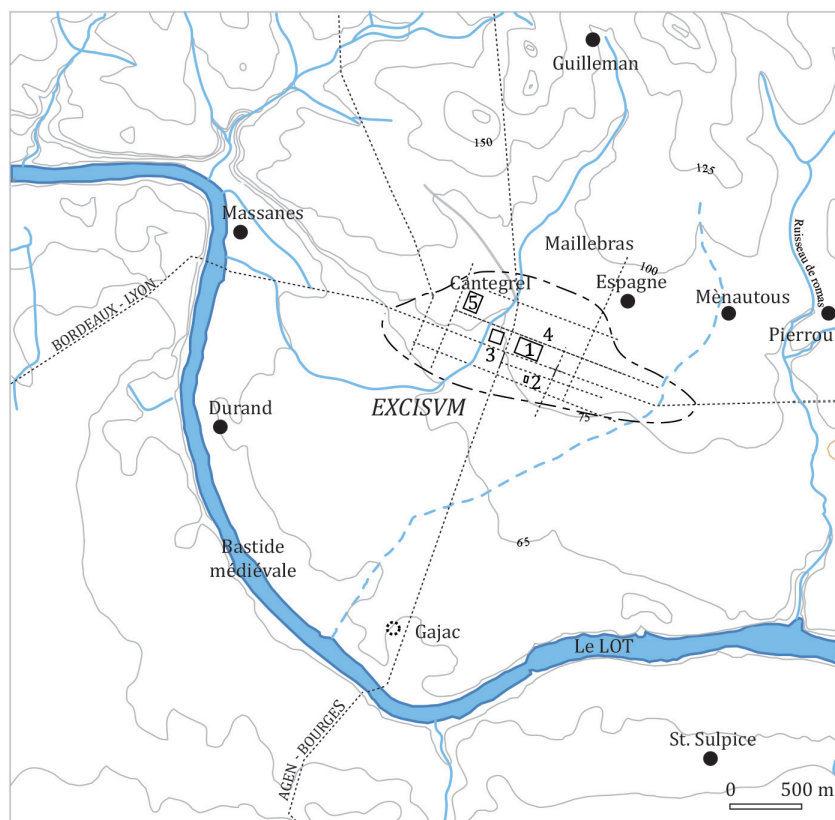 Guilleman
150
125
Massanes
Ruisseau de romas
Maillebras
100
Cantegrel
Espagne
Mènautous
BORDEAUX - LYON
5
4
Pierrou
3
1
2
EXCISVM
75
Durand
65
Bastide
médiévale
Gajac
Le LOT
AGEN - BOURGES
St. Sulpice
0 500 m